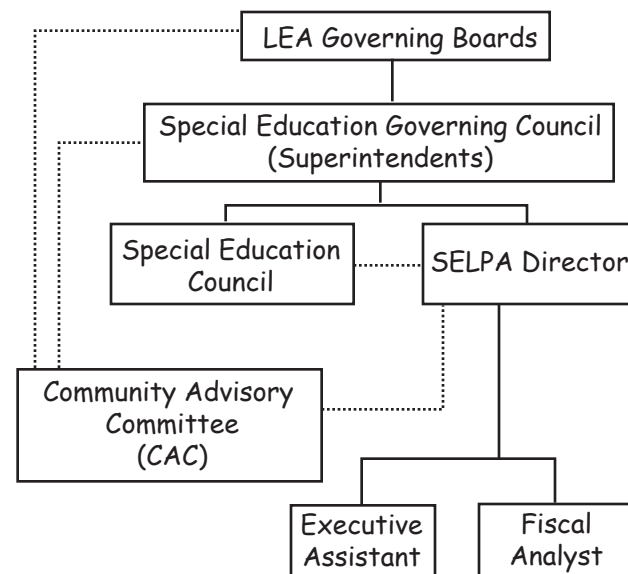 LEA Governing Boards
Special Education Governing Council
(Superintendents)
Special Education
Council
SELPA Director
Community Advisory
Committee
(CAC)
Executive
Assistant
Fiscal
Analyst